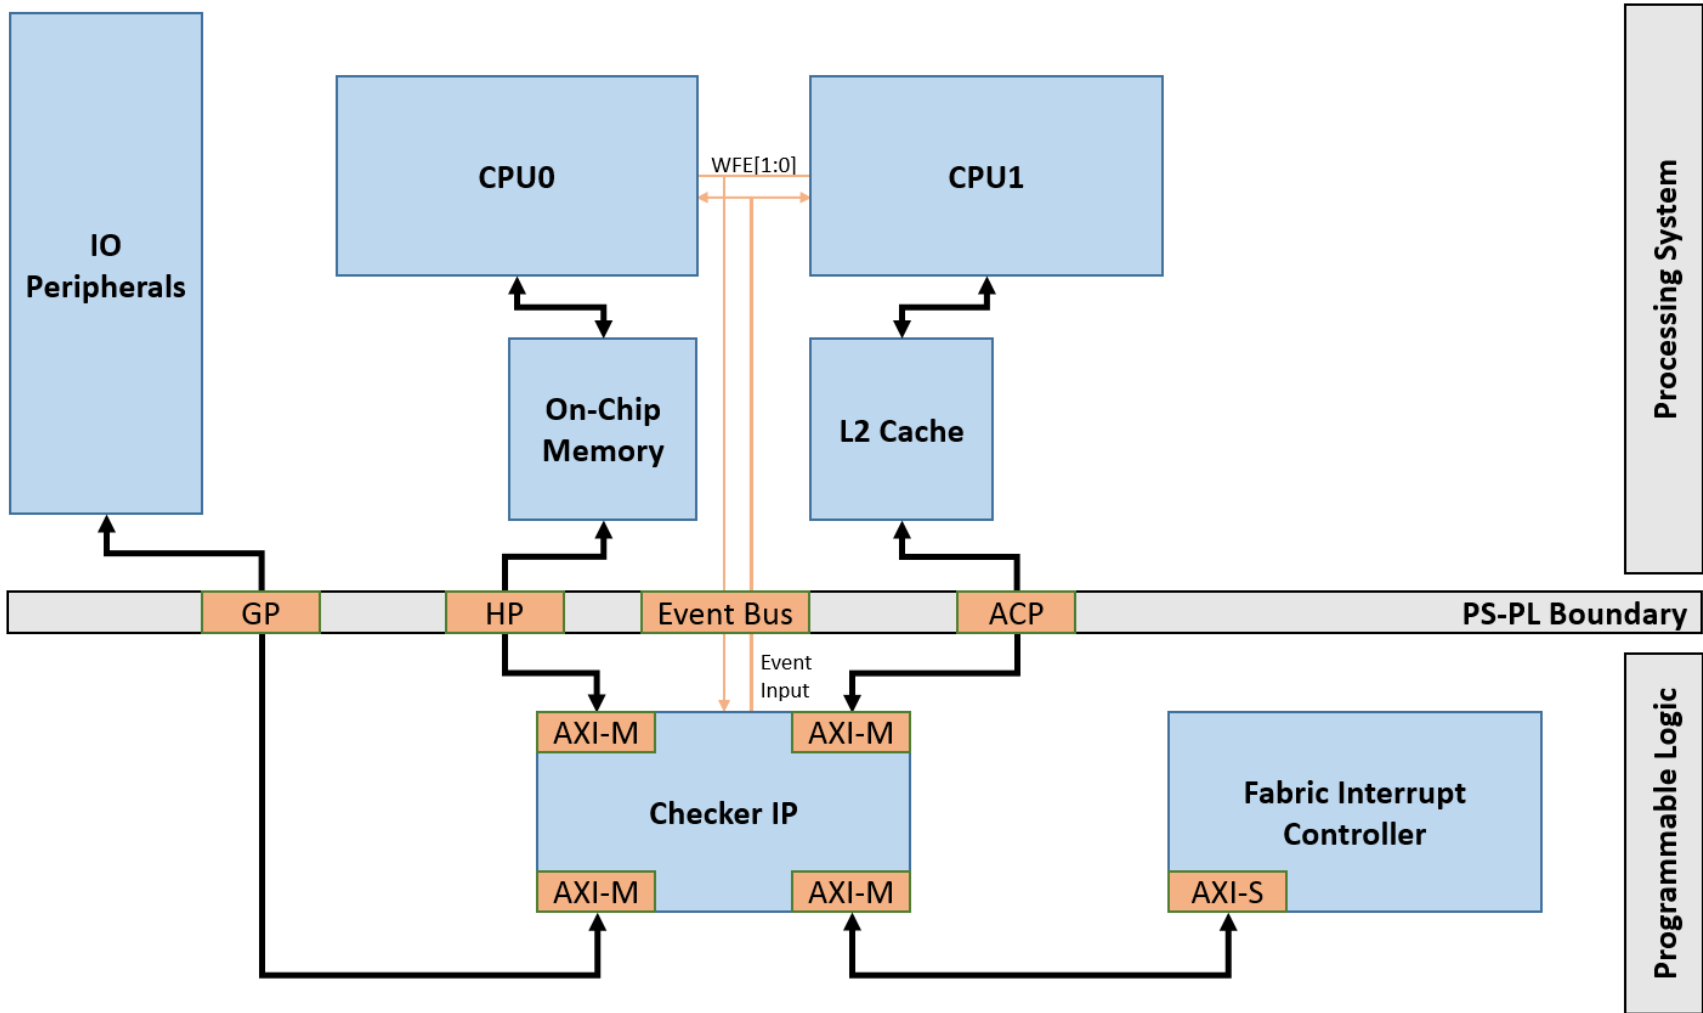 IO
Peripherals
CPU0
WFE[1:0]
CPU1
Processing System
On-Chip
Memory
L2 Cache
GP
HP
Event Bus
ACP
PS-PL Boundary
Event
Input
AXI-M
AXI-M
Checker IP
AXI-M
AXI-M
Fabric Interrupt
Controller
AXI-S
Programmable Logic